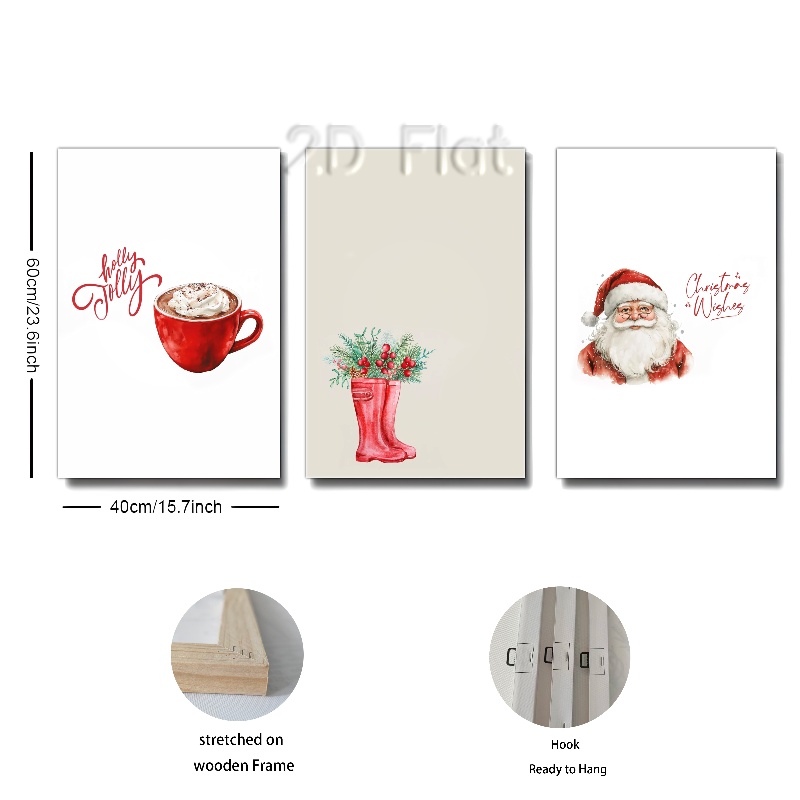 2D Flat
holly
Jolly
Christmas
Wishes
60cm/23.6inch
40cm/15.7inch
stretched on
wooden Frame
Hook
Ready to Hang